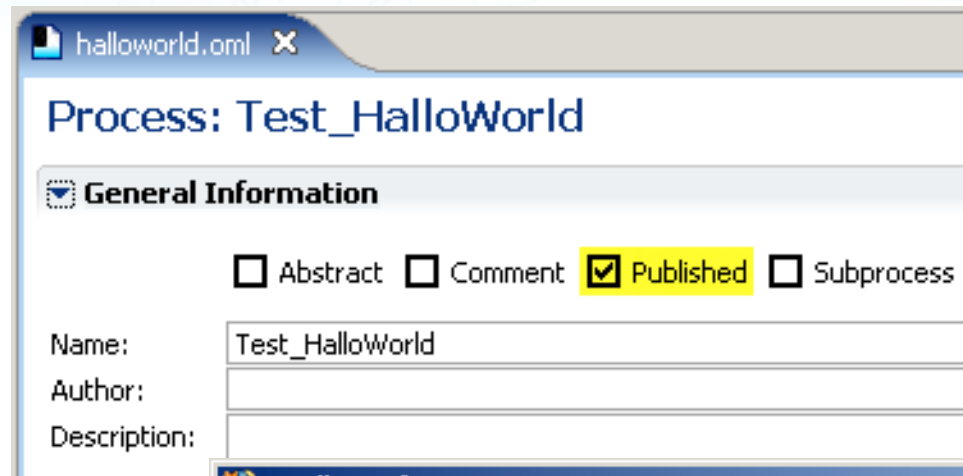 halloworld.oml
Process: Test_HalloWorld
General Information
Abstract Comment Published Subprocess
Name: Test_HalloWorld
Author:
Description: